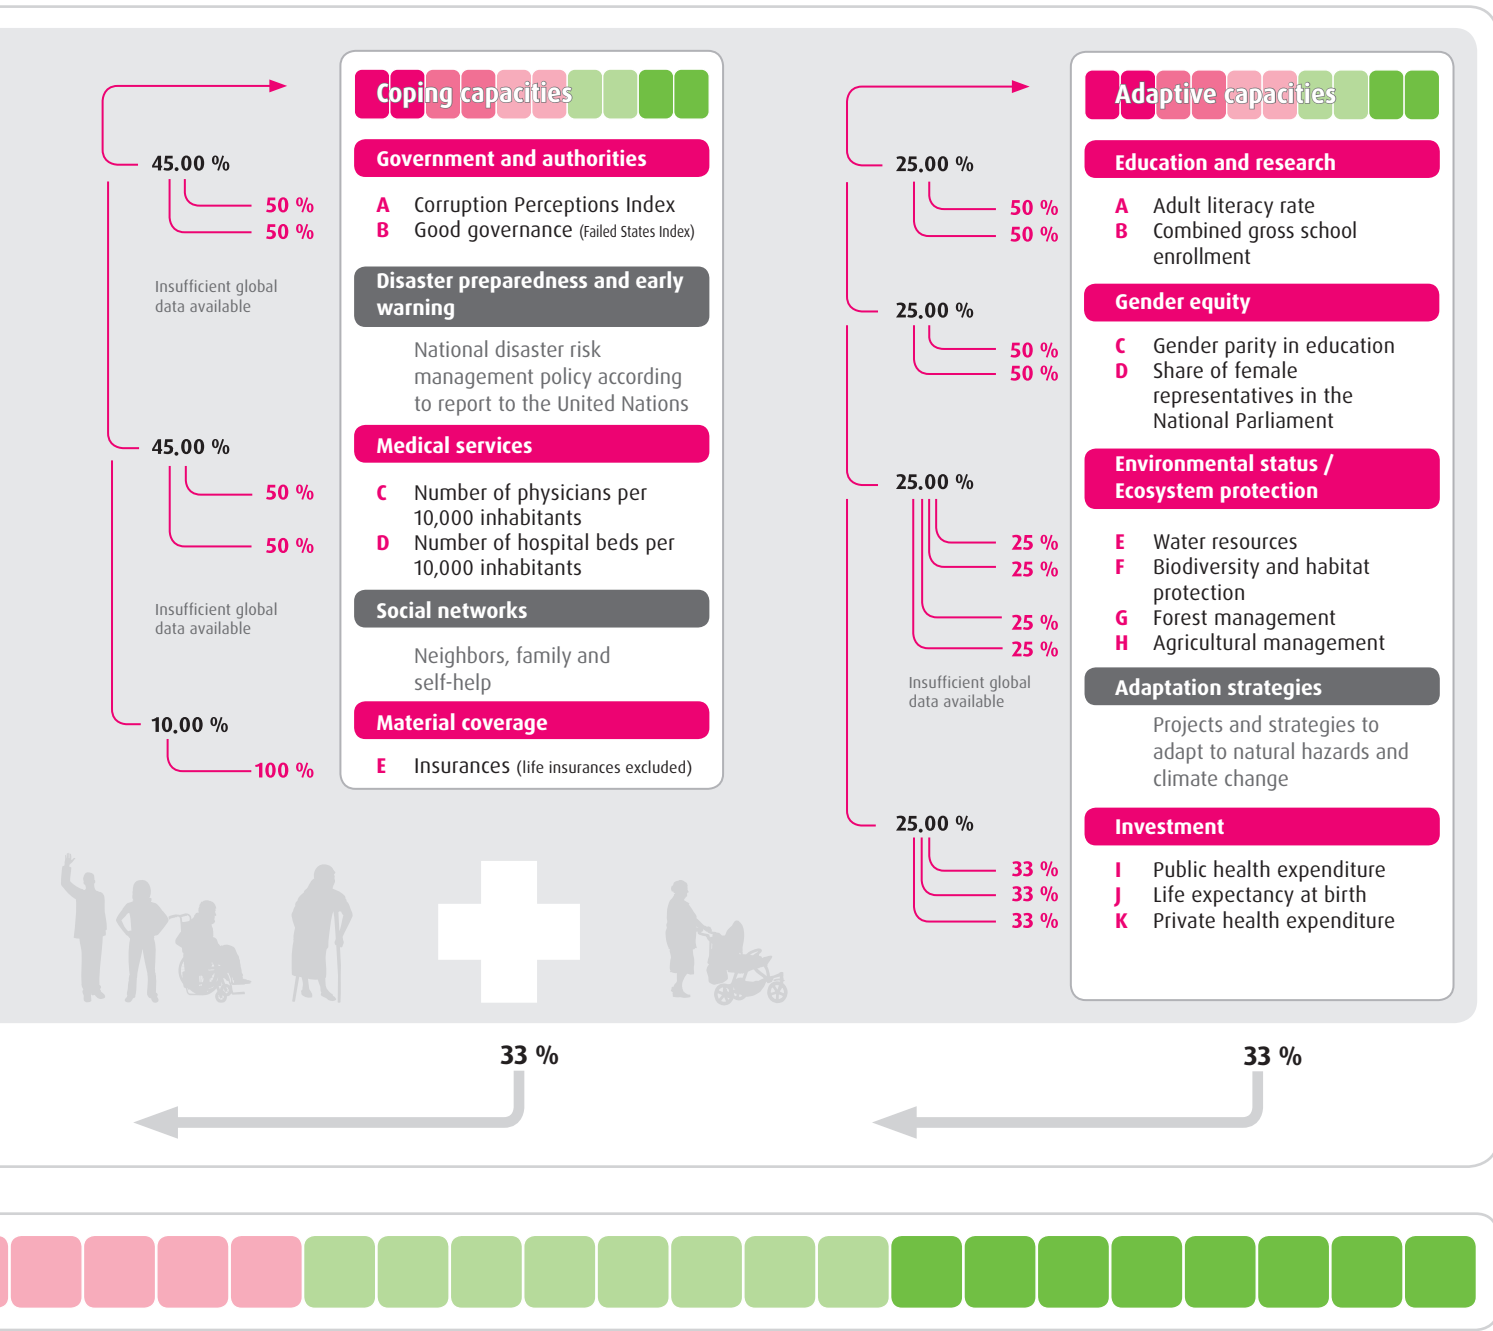 Coping capacities
45.00 %
Government and authorities
50 %
A Corruption Perceptions Index
50 %
B Good governance (Failed States Index)
Insufficient global
data available
Disaster preparedness and early
warning
National disaster risk
management policy according
to report to the United Nations
45.00 %
Medical services
50 %
C Number of physicians per
10,000 inhabitants
50 %
D Number of hospital beds per
10,000 inhabitants
Insufficient global
data available
Social networks
Neighbors, family and
self-help
10.00 %
Material coverage
100 %
E Insurances (life insurances excluded)
33 %
Adaptive capacities
25.00 %
Education and research
50 %
A Adult literacy rate
50 %
B Combined gross school
enrollment
25.00 %
Gender equity
50 %
C Gender parity in education
50 %
D Share of female
representatives in the
National Parliament
25.00 %
Environmental status /
Ecosystem protection
25 %
E Water resources
25 %
F Biodiversity and habitat
protection
25 %
G Forest management
25 %
H Agricultural management
Insufficient global
data available
Adaptation strategies
Projects and strategies to
adapt to natural hazards and
climate change
25.00 %
Investment
33 %
I Public health expenditure
33 %
J Life expectancy at birth
33 %
K Private health expenditure
33 %